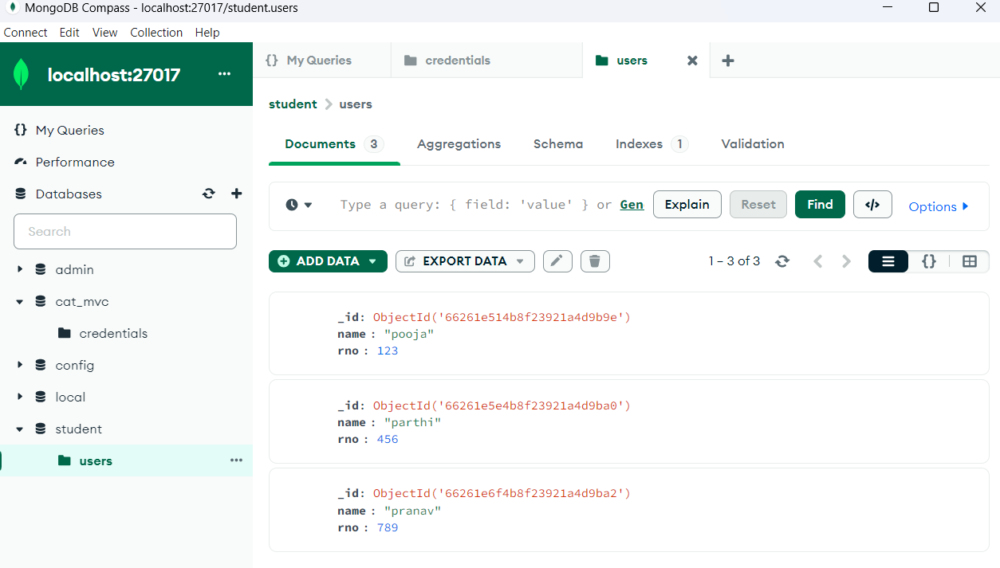 MongoDB Compass - localhost:27017/student.users
Connect Edit View Collection Help
localhost:27017 ...
My Queries
Performance
Databases
Search
admin
cat_mvc
credentials
config
local
student
users ...
{} My Queries credentials users
student > users
Documents 3 Aggregations Schema Indexes 1 Validation
Type a query: { field: 'value' } or Gen Explain Reset Find </> Options
ADD DATA EXPORT DATA 1 – 3 of 3 {}
_id: ObjectId('66261e514b8f23921a4d9b9e')
name : "pooja"
rno : 123
_id: ObjectId('66261e5e4b8f23921a4d9ba0')
name : "parthi"
rno : 456
_id: ObjectId('66261e6f4b8f23921a4d9ba2')
name : "pranav"
rno : 789